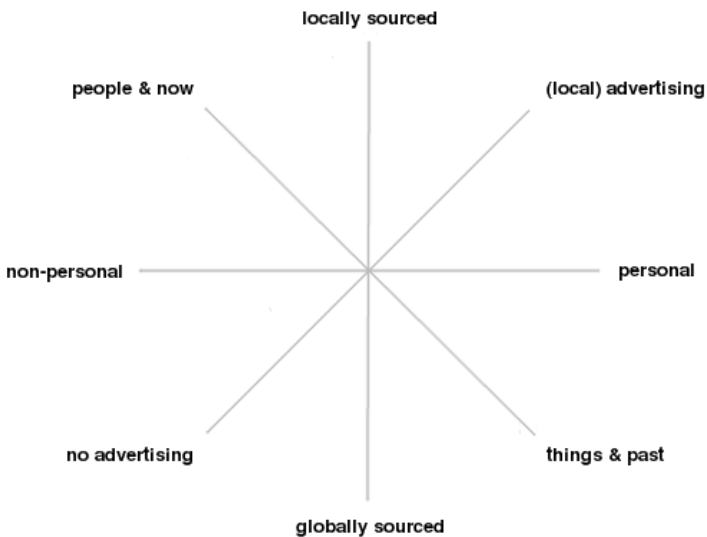 locally sourced
people & now
(local) advertising
non-personal
personal
no advertising
things & past
globally sourced